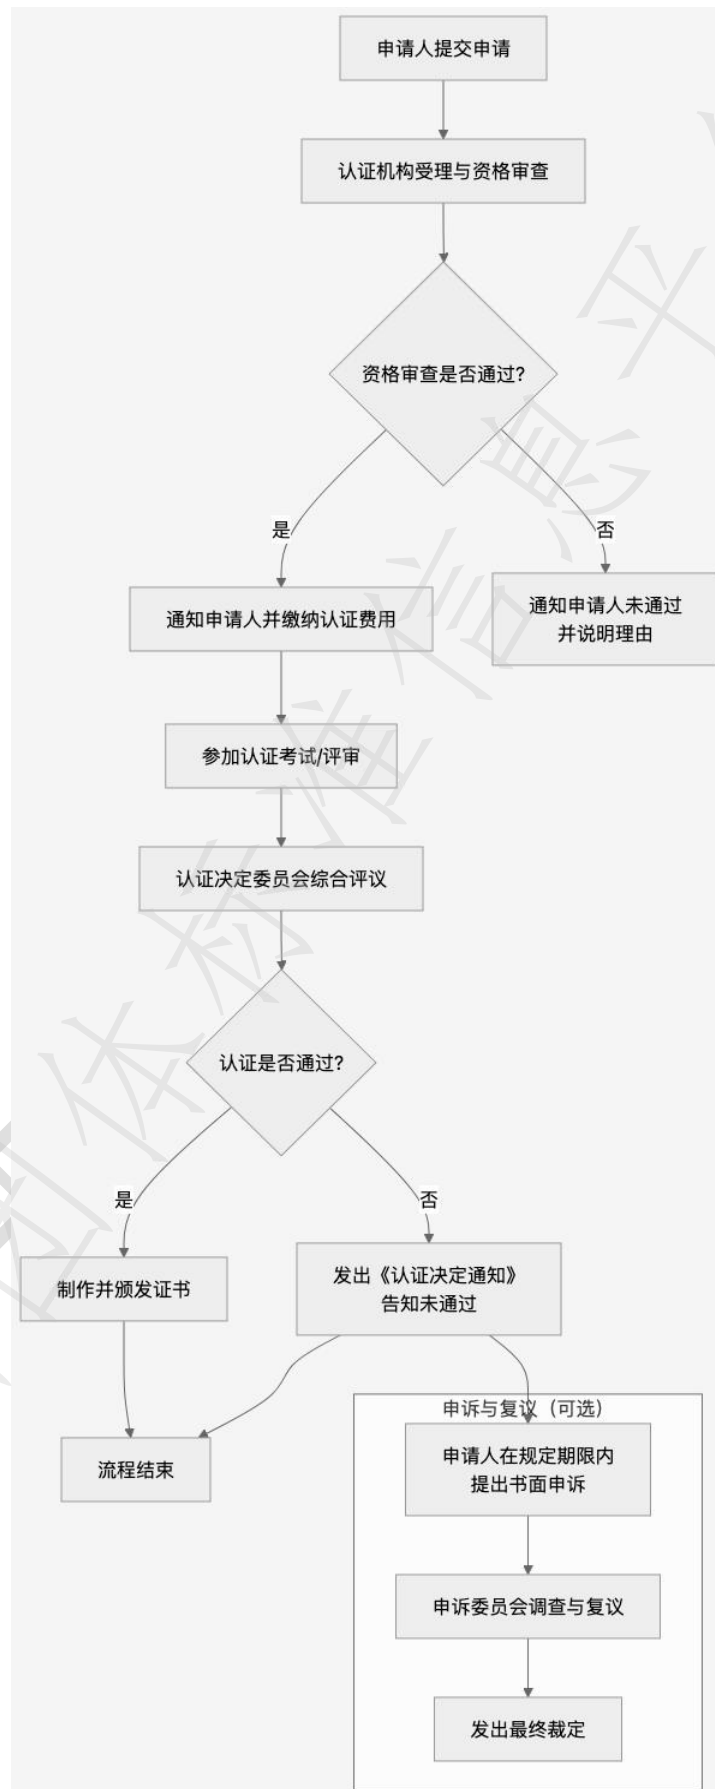 申请人提交申请
认证机构受理与资格审查
资格审查是否通过?
是
否
通知申请人并缴纳认证费用
通知申请人未通过
并说明理由
参加认证考试/评审
认证决定委员会综合评议
认证是否通过?
是
否
制作并颁发证书
发出《认证决定通知》
告知未通过
申诉与复议（可选）
流程结束
申请人在规定期限内
提出书面申诉
申诉委员会调查与复议
发出最终裁定
团体标准信息平